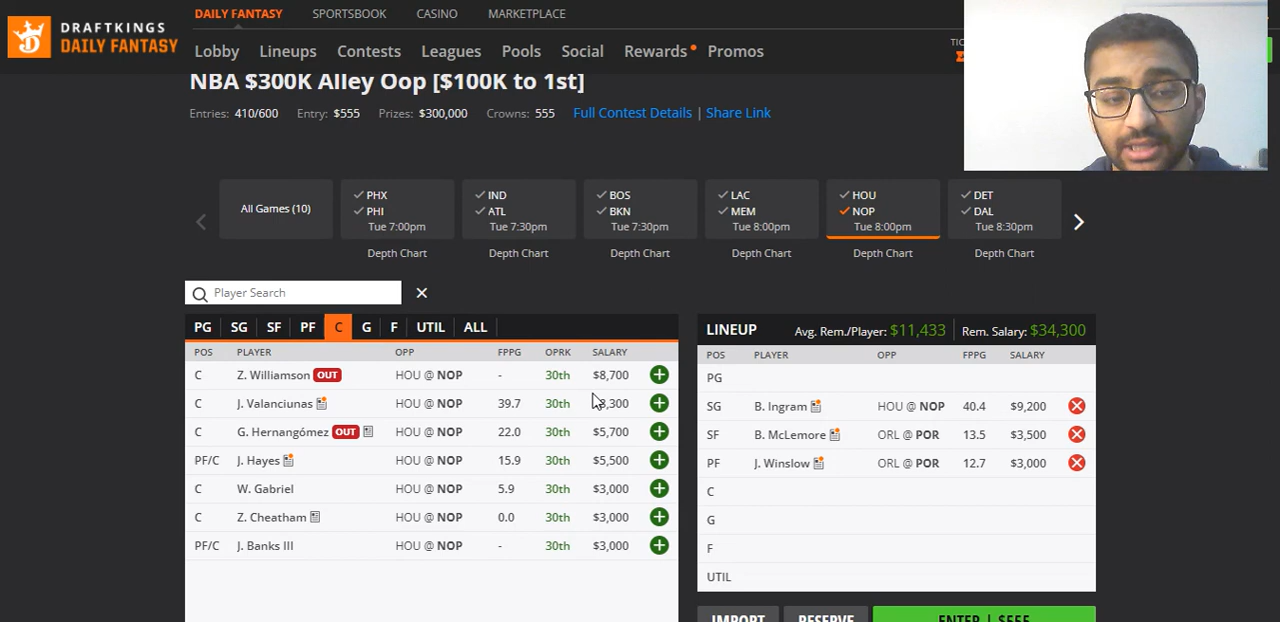 DAILY FANTASY SPORTSBOOK CASINO MARKETPLACE
DRAFTKINGS
DAILY FANTASY
Lobby Lineups Contests Leagues Pools Social Rewards Promos
NBA $300K Alley Oop [$100K to 1st]
Entries: 410/600 Entry: $555 Prizes: $300,000 Crowns: 555 Full Contest Details | Share Link
All Games (10)
PHX
PHI
Tue 7:00pm
IND
ATL
Tue 7:30pm
BOS
BKN
Tue 7:30pm
LAC
MEM
Tue 8:00pm
HOU
NOP
Tue 8:00pm
DET
DAL
Tue 8:30pm
Depth Chart Depth Chart Depth Chart Depth Chart Depth Chart Depth Chart
Player Search
PG SG SF PF C G F UTIL ALL
POS PLAYER OPP FPPG OPRK SALARY
C Z. Williamson OUT HOU @ NOP - 30th $8,700
C J. Valanciunas HOU @ NOP 39.7 30th
C G. Hernangómez OUT HOU @ NOP 22.0 30th $5,700
PF/C J. Hayes HOU @ NOP 15.9 30th $5,500
C W. Gabriel HOU @ NOP 5.9 30th $3,000
C Z. Cheatham HOU @ NOP 0.0 30th $3,000
PF/C J. Banks III HOU @ NOP - 30th $3,000
LINEUP Avg. Rem./Player: $11,433 Rem. Salary: $34,300
POS PLAYER OPP FPPG SALARY
PG
SG B. Ingram HOU @ NOP 40.4 $9,200
SF B. McLemore ORL @ POR 13.5 $3,500
PF J. Winslow ORL @ POR 12.7 $3,000
C
G
F
UTIL
IMPORT RESERVE ENTER | $555